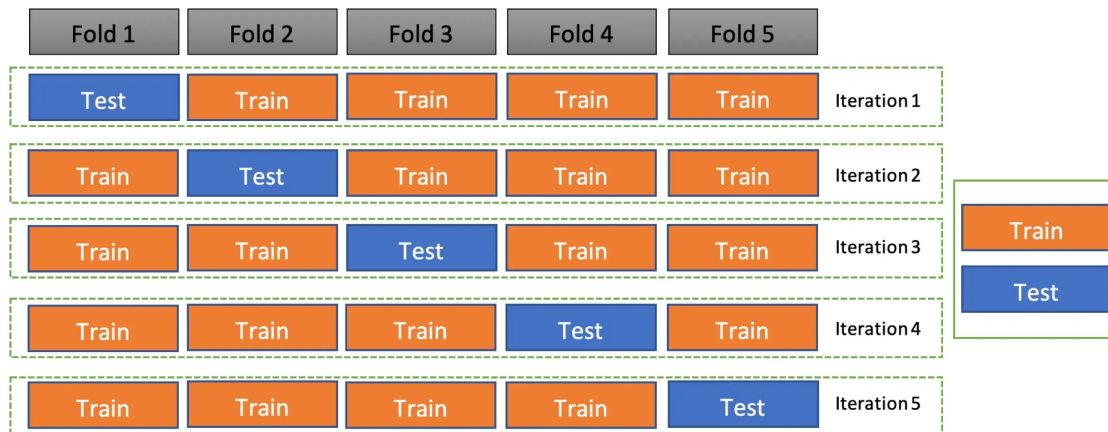 Fold 1 Fold 2 Fold 3 Fold 4 Fold 5
Test Train Train Train Train Iteration 1
Train Test Train Train Train Iteration 2
Train Train Test Train Train Iteration 3
Train Train Train Test Train Iteration 4
Train Train Train Train Test Iteration 5
Train
Test